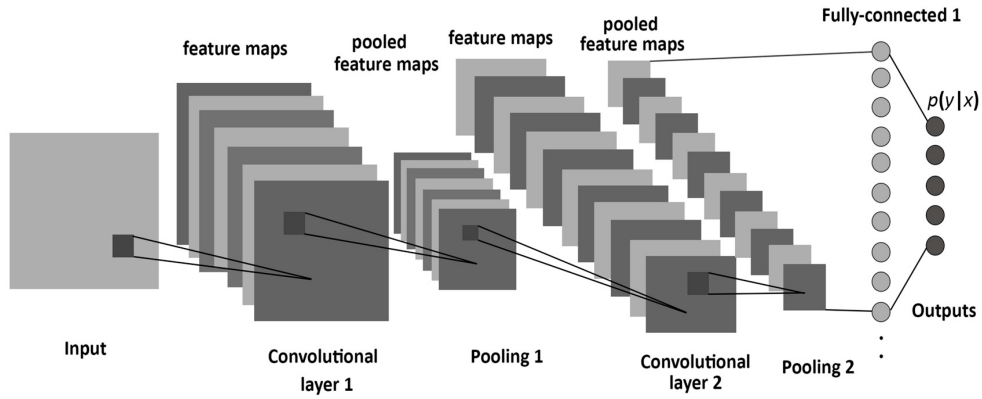 Fully-connected 1
feature maps
pooled
feature maps
feature maps
pooled
feature maps
p(y|x)
Input
Convolutional
layer 1
Pooling 1
Convolutional
layer 2
Pooling 2
Outputs